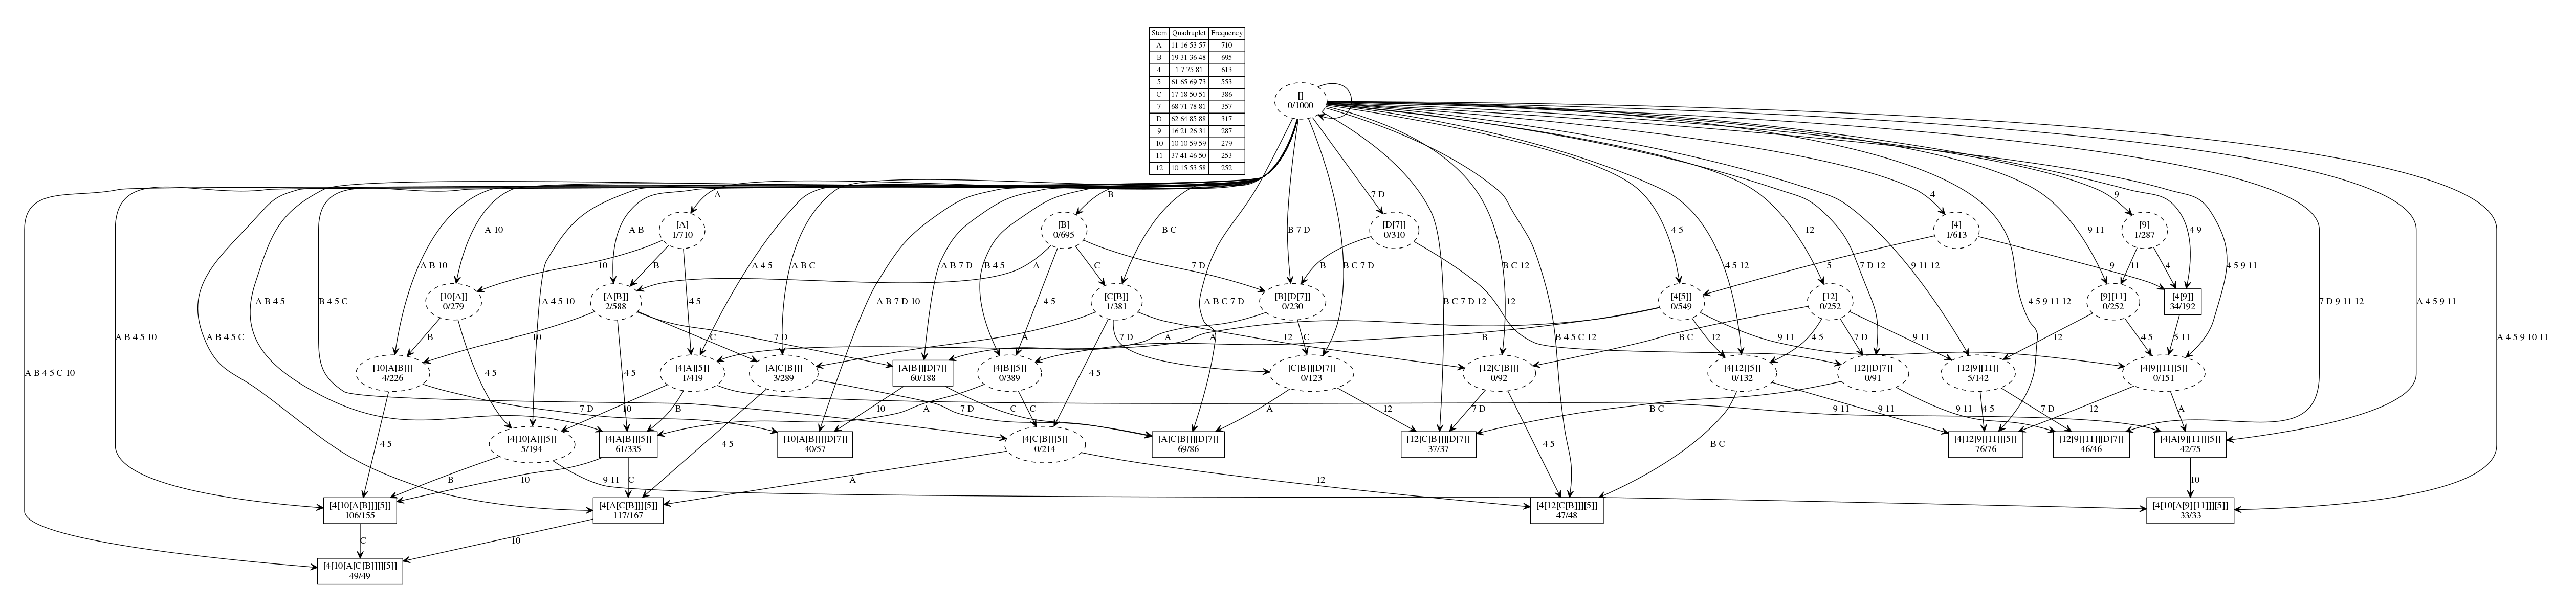 Stem Quadruplet Frequency
A 11 16 53 57 710
B 19 31 36 48 695
4 1 7 75 81 613
5 61 65 69 73 553
C 17 18 50 51 386
7 68 71 78 81 357
D 62 64 85 88 317
9 16 21 26 31 287
10 10 10 59 59 279
11 37 41 46 50 253
12 10 15 53 58 252
[]
0/1000
A
B
B C
B 7 D
7 D
4 5
12
4
9
4 9
[A]
1/710
[B]
0/695
[D[7]]
0/310
[4]
1/613
[9]
1/287
A 10
A B
9 11
10
B
A
C
7 D
B
5
9
11
4
A B 10
A 4 5
A B C
A B 7 D
B 4 5
B C 7 D
B C 12
4 5 12
7 D 12
9 11 12
4 5 9 11
[10[A]]
0/279
[A[B]]
2/588
[C[B]]
1/381
[B][D[7]]
0/230
[4[5]]
0/549
[12]
0/252
[9][11]
0/252
[4[9]]
34/192
4 5
4 5
12
A B 4 5
A 4 5 10
B 4 5 C
A B 7 D 10
A B C 7 D
B C 7 D 12
B 4 5 C 12
4 5 9 11 12
7 D 9 11 12
A 4 5 9 11
A B 4 5 10
A B 4 5 C
A 4 5 9 10 11
B
10
C
7 D
A
7 D
12
A
C
A
B
12
9 11
B C
4 5
7 D
9 11
12
4 5
5 11
[10[A[B]]]
4/226
[4[A][5]]
1/419
[A[C[B]]]
3/289
[A[B]][D[7]]
60/188
[4[B][5]]
0/389
[C[B]][D[7]]
0/123
[12[C[B]]]
0/92
[4[12][5]]
0/132
[12][D[7]]
0/91
[12[9][11]]
5/142
[4[9][11][5]]
0/151
A B 4 5 C 10
4 5
4 5
4 5
7 D
10
B
7 D
10
C
A
C
A
12
7 D
B C
9 11
9 11
9 11
4 5
7 D
12
A
[4[10[A]][5]]
5/194
[4[A[B]][5]]
61/335
[10[A[B]]][D[7]]
40/57
[4[C[B]]][5]]
0/214
[A[C[B]]][D[7]]
69/86
[12[C[B]]][D[7]]
37/37
[4[12[9][11]][5]]
76/76
[12[9][11]][D[7]]
46/46
[4[A[9][11]][5]]
42/75
4 5
4 5
4 5
B C
B
10
9 11
C
A
12
10
[4[10[A[B]]][5]]
106/155
[4[A[C[B]]][5]]
117/167
[4[12[C[B]]][5]]
47/48
[4[10[A[9][11]]][5]]
33/33
C
10
[4[10[A[C[B]]]][5]]
49/49